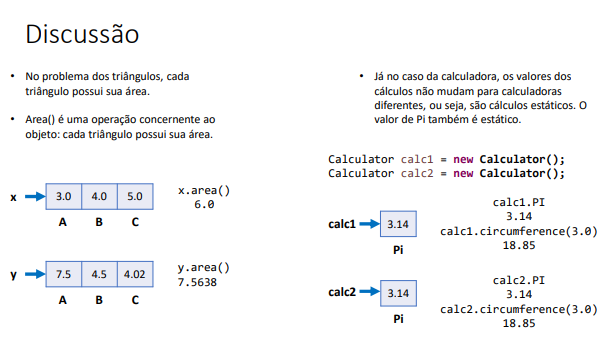 Discussão
• No problema dos triângulos, cada
triângulo possui sua área.
• Area() é uma operação concernente ao
objeto: cada triângulo possui sua área.
x
3.0 4.0 5.0
A B C
x.area()
6.0
y
7.5 4.5 4.02
A B C
y.area()
7.5638
• Já no caso da calculadora, os valores dos
cálculos não mudam para calculadoras
diferentes, ou seja, são cálculos estáticos. O
valor de Pi também é estático.
Calculator calc1 = new Calculator();
Calculator calc2 = new Calculator();
calc1
3.14
Pi
calc1.PI
3.14
calc1.circumference(3.0)
18.85
calc2
3.14
Pi
calc2.PI
3.14
calc2.circumference(3.0)
18.85